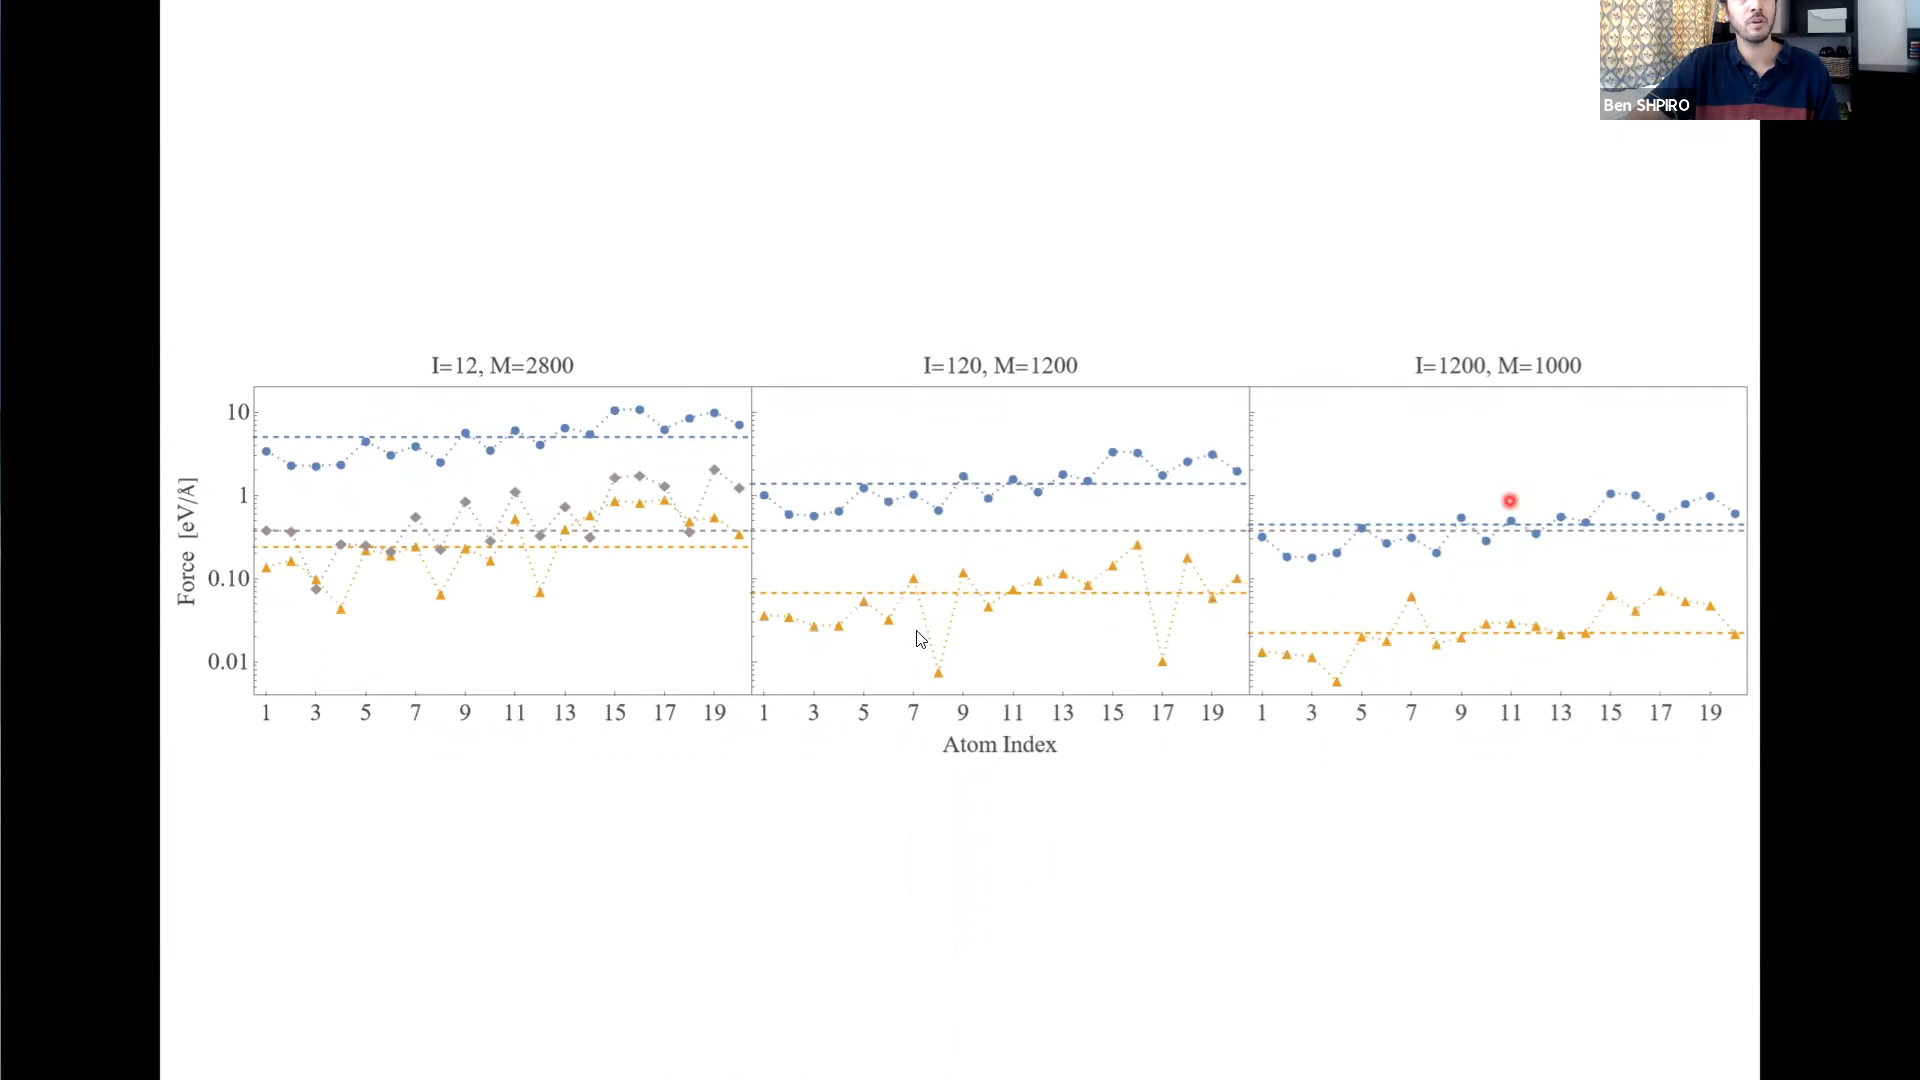 Ben SHPIRO
I=12, M=2800
I=120, M=1200
I=1200, M=1000
Force [eV/Å]
10
1
0.10
0.01
1 3 5 7 9 11 13 15 17 19
1 3 5 7 9 11 13 15 17 19
1 3 5 7 9 11 13 15 17 19
Atom Index